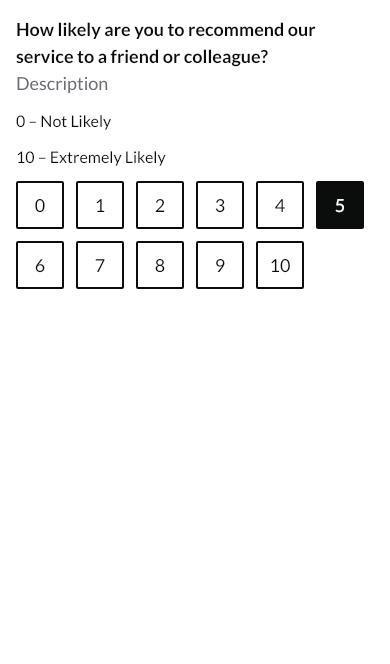 How likely are you to recommend our
service to a friend or colleague?
Description
0 – Not Likely
10 – Extremely Likely
0 1 2 3 4 5
6 7 8 9 10